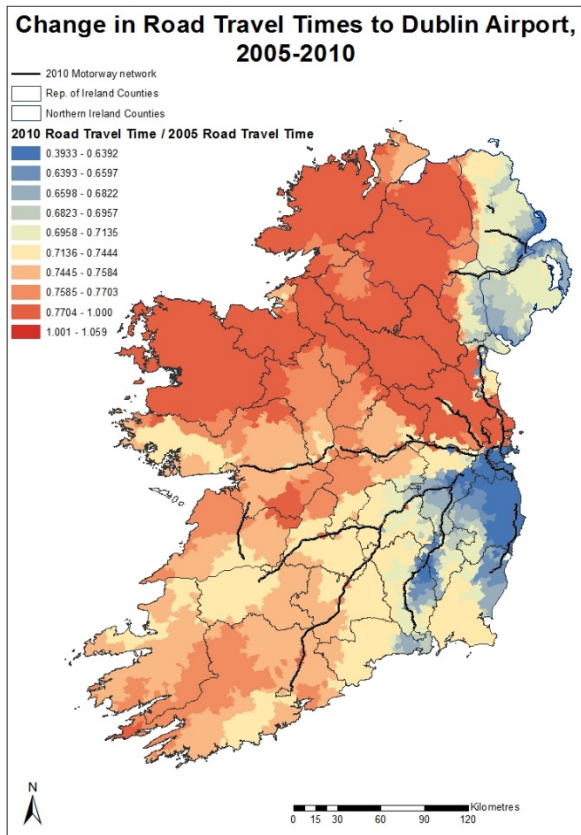 Change in Road Travel Times to Dublin Airport,
2005-2010
2010 Motorway network
Rep. of Ireland Counties
Northern Ireland Counties
2010 Road Travel Time / 2005 Road Travel Time
0.3933 - 0.6392
0.6393 - 0.6597
0.6598 - 0.6822
0.6823 - 0.6957
0.6958 - 0.7135
0.7136 - 0.7444
0.7445 - 0.7584
0.7585 - 0.7703
0.7704 - 1.000
1.001 - 1.059
N
Kilometres
0 15 30 60 90 120